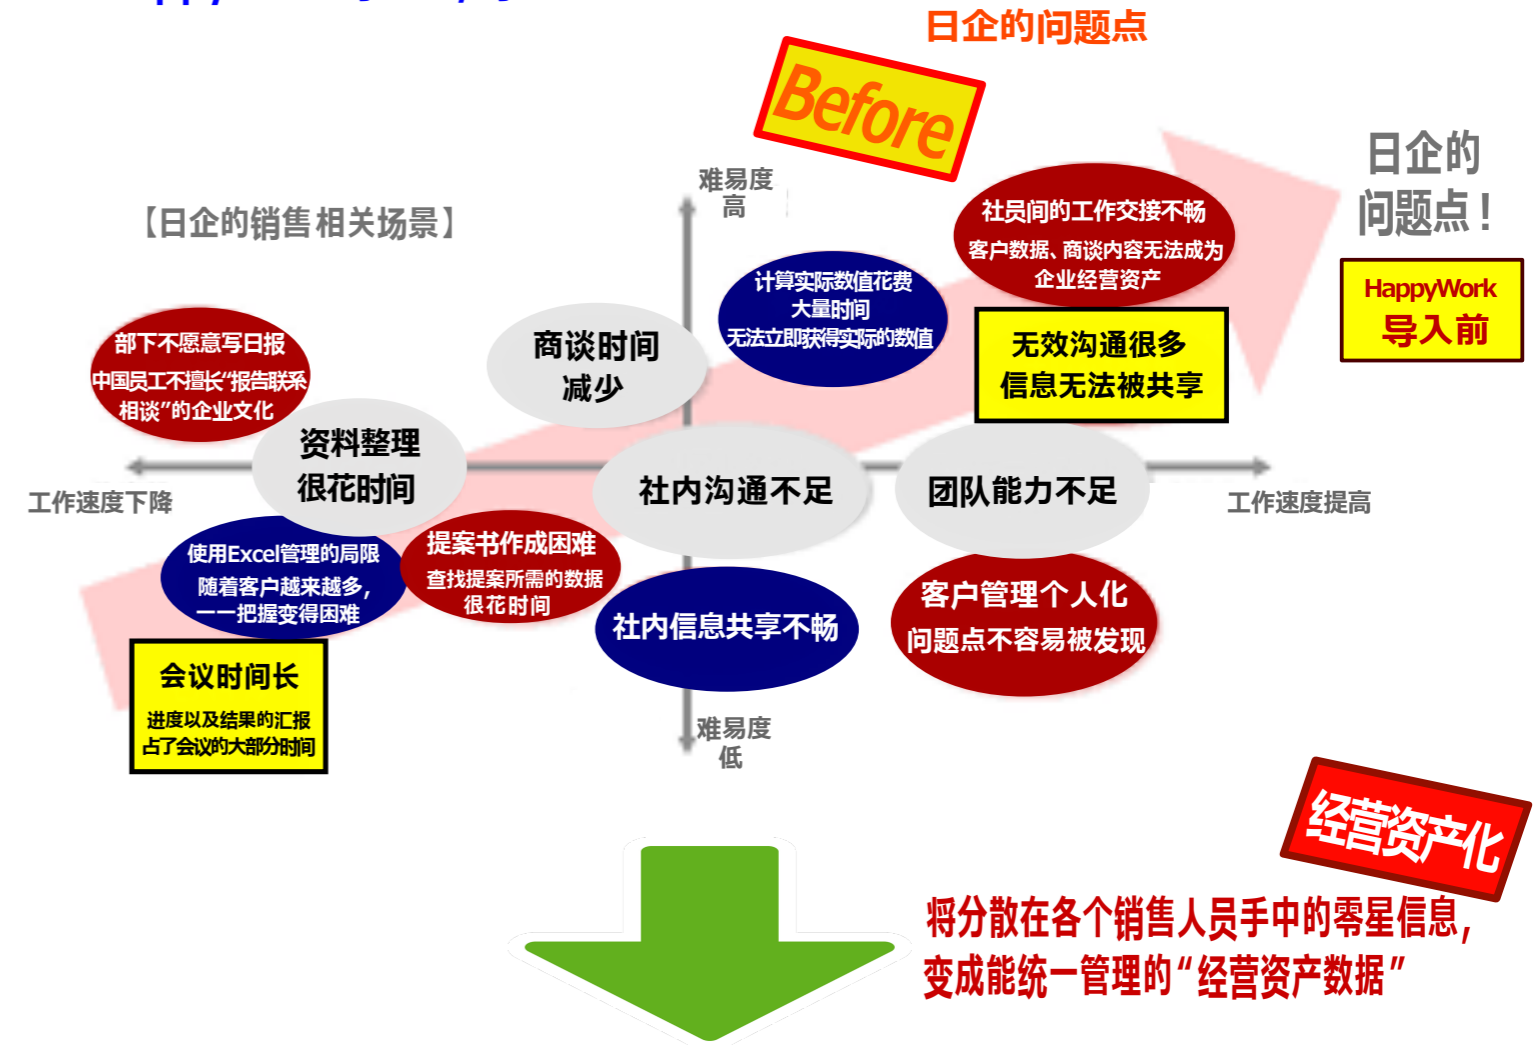 日企的问题点
Before
日企的
问题点！
HappyWork
导入前
【日企的销售相关场景】
难易度
高
社员间的工作交接不畅
客户数据、商谈内容无法成为
企业经营资产
计算实际数值花费
大量时间
无法立即获得实际的数值
无效沟通很多
信息无法被共享
商谈时间
减少
部下不愿意写日报
中国员工不擅长“报告联系
相谈”的企业文化
资料整理
很花时间
社内沟通不足
团队能力不足
工作速度下降
工作速度提高
使用Excel管理的局限
随着客户越来越多，
一一把握变得困难
提案书作成困难
查找提案所需的数据
很花时间
社内信息共享不畅
客户管理个人化
问题点不容易被发现
会议时间长
进度以及结果的汇报
占了会议的大部分时间
难易度
低
经营资产化
将分散在各个销售人员手中的零星信息，
变成能统一管理的“经营资产数据”